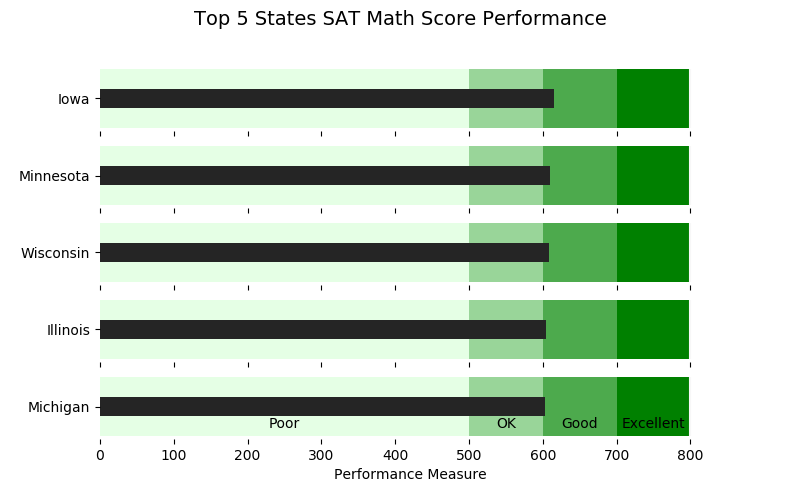 Top 5 States SAT Math Score Performance
Iowa
Minnesota
Wisconsin
Illinois
Michigan
Poor OK Good Excellent
0 100 200 300 400 500 600 700 800
Performance Measure